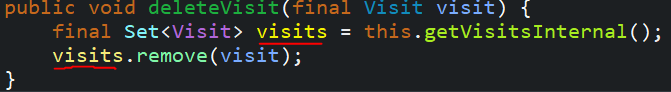 public void deleteVisit(final Visit visit) {
    final Set<Visit> visits = this.getVisitsInternal();
    visits.remove(visit);
}